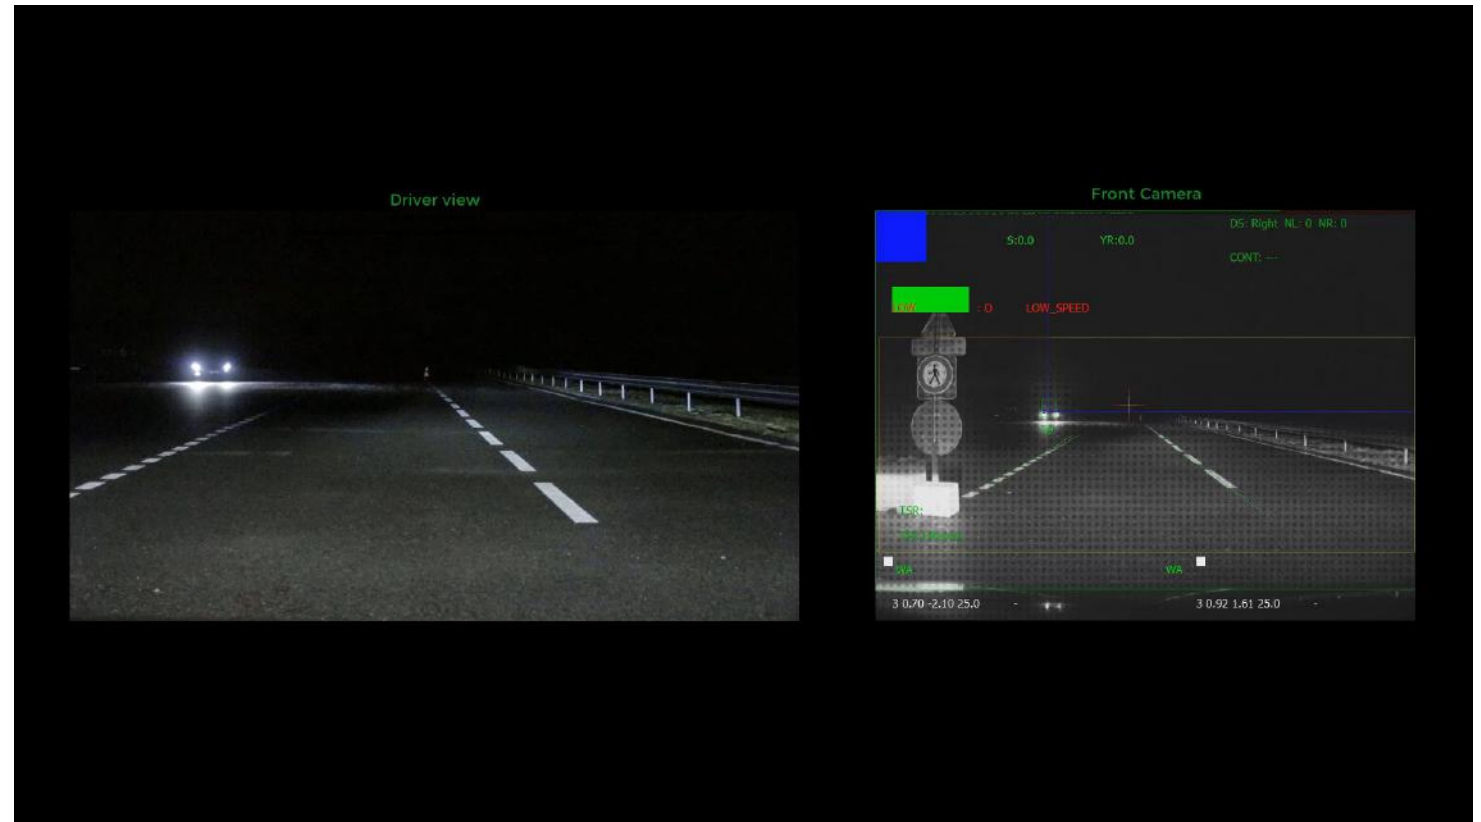 Driver view
Front Camera
DS: Right NL: 0 NR: 0
S:0.0 YR:0.0
CONT: ---
LOW : 0 LOW_SPEED
TSR:
WA WA
3 0.70 -2.10 25.0 - 3 0.92 1.61 25.0 -